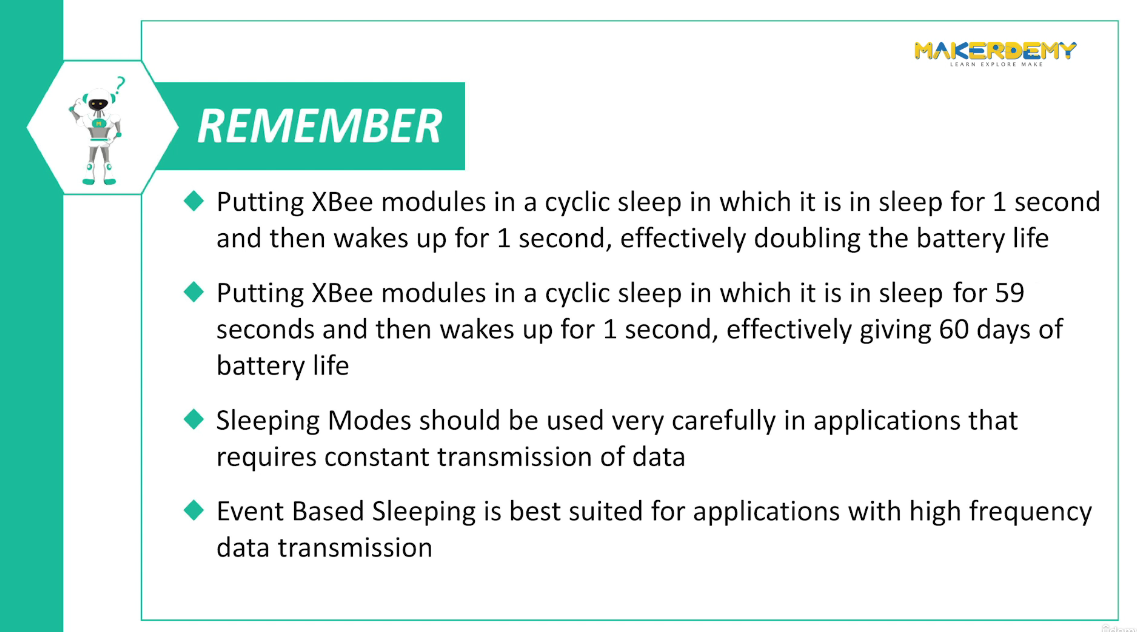 MAKERDEMY
LEARN EXPLORE MAKE
?
REMEMBER
Putting XBee modules in a cyclic sleep in which it is in sleep for 1 second
and then wakes up for 1 second, effectively doubling the battery life
Putting XBee modules in a cyclic sleep in which it is in sleep for 59
seconds and then wakes up for 1 second, effectively giving 60 days of
battery life
Sleeping Modes should be used very carefully in applications that
requires constant transmission of data
Event Based Sleeping is best suited for applications with high frequency
data transmission